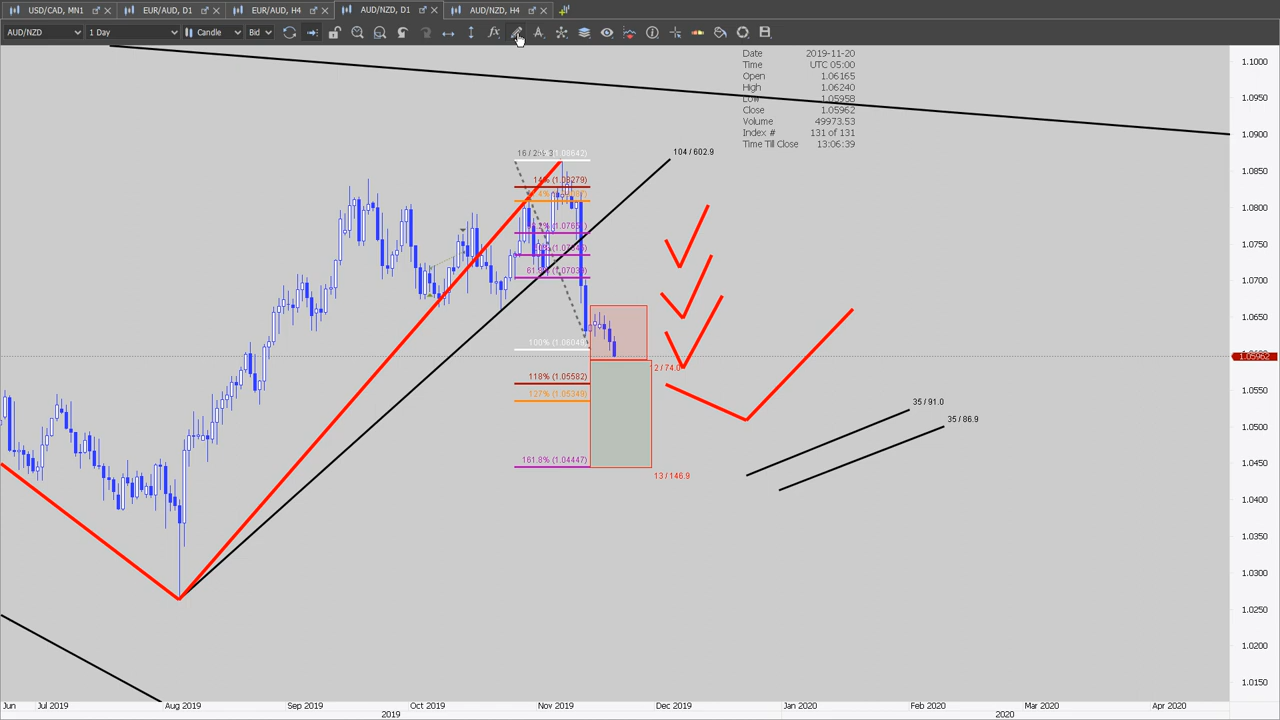 USD/CAD, MN1
EUR/AUD, D1
EUR/AUD, H4
AUD/NZD, D1
AUD/NZD, H4
AUD/NZD
1 Day
Candle
Bid
Date 2019-11-20
Time UTC 05:00
Open 1.06165
High 1.06240
Low 1.05958
Close 1.05962
Volume 49973.53
Index # 131 of 131
Time Till Close 13:06:39
104 / 602.9
100% (1.06049)
118% (1.05582)
127% (1.05349)
161.8% (1.04447)
2 / 74.0
13 / 146.9
35 / 91.0
35 / 86.9
1.1000
1.0950
1.0900
1.0850
1.0800
1.0750
1.0700
1.0650
1.05962
1.0550
1.0500
1.0450
1.0400
1.0350
1.0300
1.0250
1.0200
1.0150
Jun
Jul 2019
Aug 2019
Sep 2019
Oct 2019
Nov 2019
Dec 2019
Jan 2020
Feb 2020
Mar 2020
Apr 2020
2019
2020